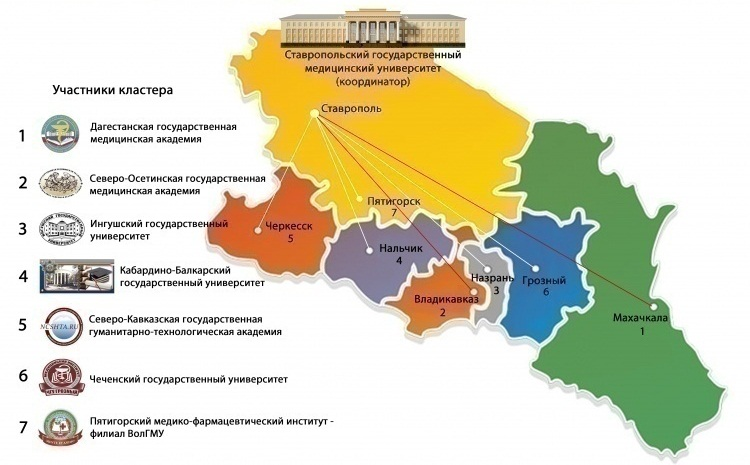 Ставропольский государственный
медицинский университет
(координатор)
Участники кластера
1
Дагестанская государственная
медицинская академия
2
Северо-Осетинская государственная
медицинская академия
3
Ингушский государственный
университет
4
Кабардино-Балкарский
государственный университет
5
NCSHTA.RU
Северо-Кавказская государственная
гуманитарно-технологическая академия
6
Чеченский государственный университет
7
Пятигорский медико-фармацевтический институт -
филиал ВолГМУ
Ставрополь
Пятигорск
7
Черкесск
5
Нальчик
4
Владикавказ
2
Назрань
3
Грозный
6
Махачкала
1